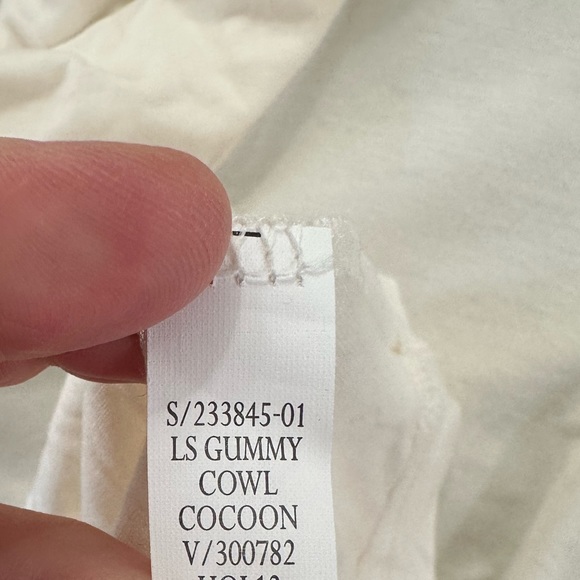 S/233845-01
LS GUMMY
COWL
COCOON
V/300782